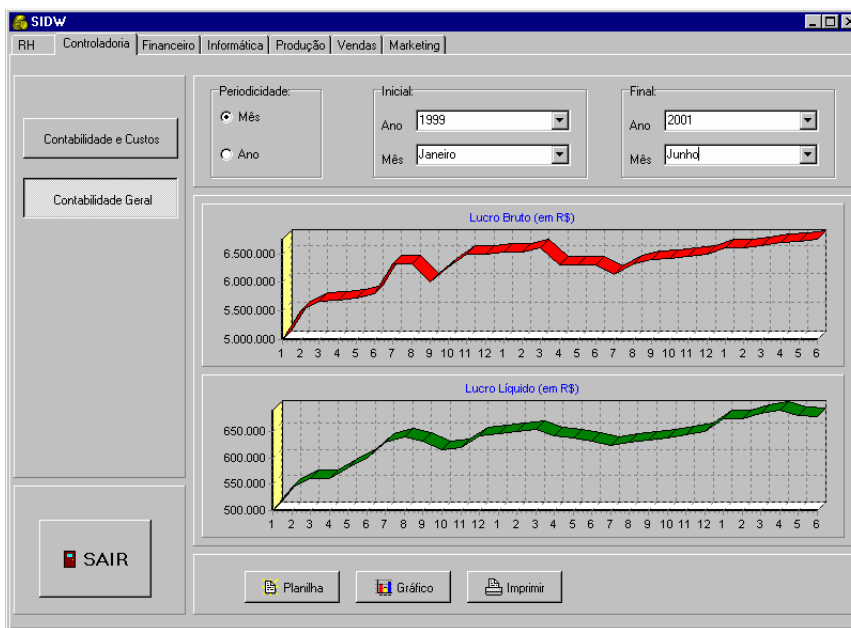 SIDW
RH Controladoria Financeiro Informática Produção Vendas Marketing
Contabilidade e Custos
Contabilidade Geral
SAIR
Periodicidade:
Mês
Ano
Inicial:
Ano 1999
Mês Janeiro
Final:
Ano 2001
Mês Junho
Lucro Bruto (em R$)
6.500.000
6.000.000
5.500.000
5.000.000
1 2 3 4 5 6 7 8 9 10 11 12 1 2 3 4 5 6 7 8 9 10 11 12 1 2 3 4 5 6
Lucro Líquido (em R$)
650.000
600.000
550.000
500.000
1 2 3 4 5 6 7 8 9 10 11 12 1 2 3 4 5 6 7 8 9 10 11 12 1 2 3 4 5 6
Planilha Gráfico Imprimir